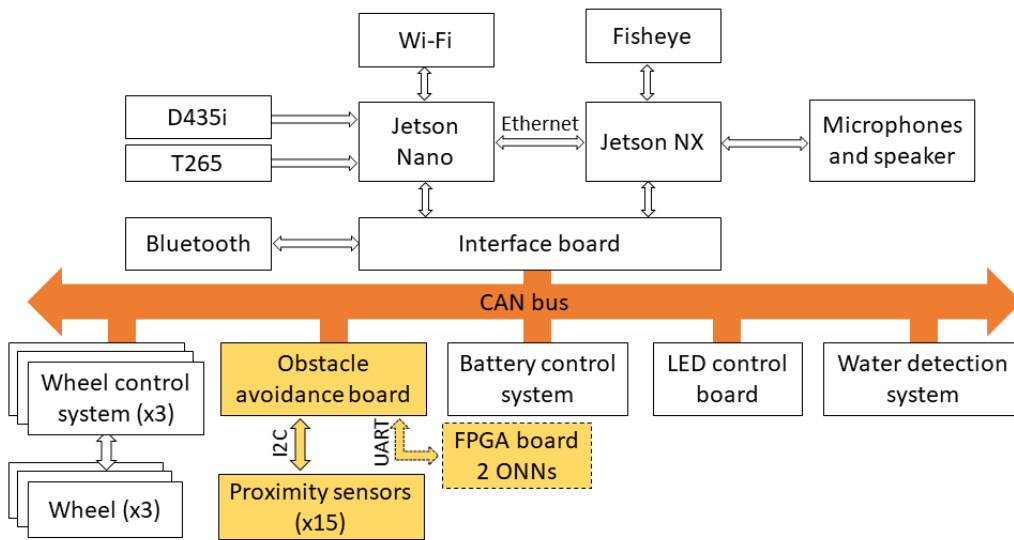 Wi-Fi
Fisheye
D435i
T265
Jetson
Nano
Ethernet
Jetson NX
Microphones
and speaker
Bluetooth
Interface board
CAN bus
Wheel control
system (x3)
Obstacle
avoidance board
Battery control
system
LED control
board
Water detection
system
I2C
UART
FPGA board
2 ONNs
Wheel (x3)
Proximity sensors
(x15)